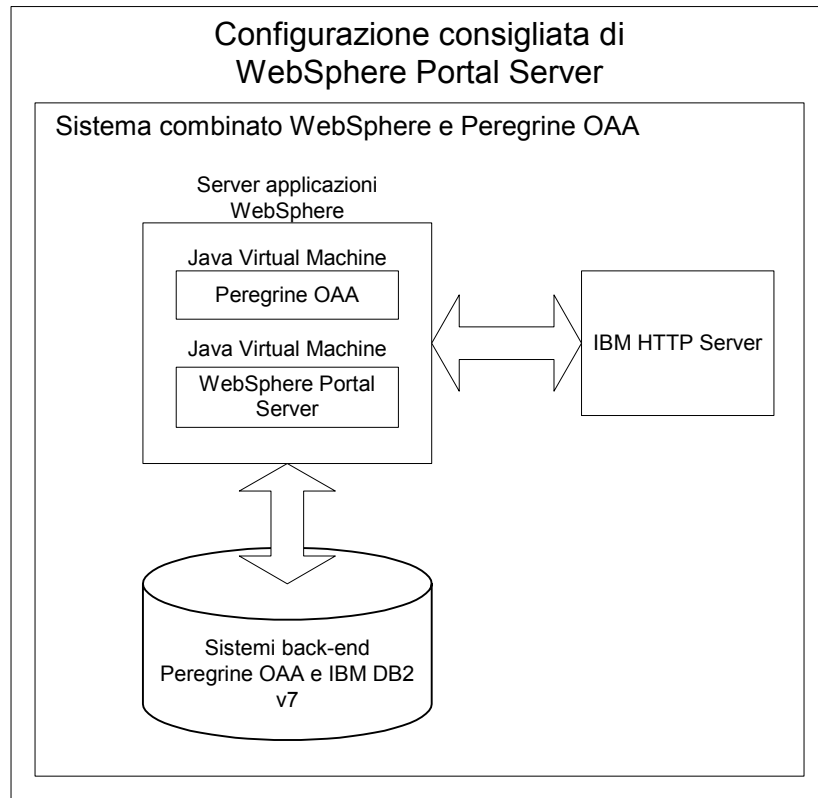 Configurazione consigliata di
WebSphere Portal Server
Sistema combinato WebSphere e Peregrine OAA
Server applicazioni
WebSphere
Java Virtual Machine
Peregrine OAA
Java Virtual Machine
WebSphere Portal
Server
IBM HTTP Server
Sistemi back-end
Peregrine OAA e IBM DB2
v7